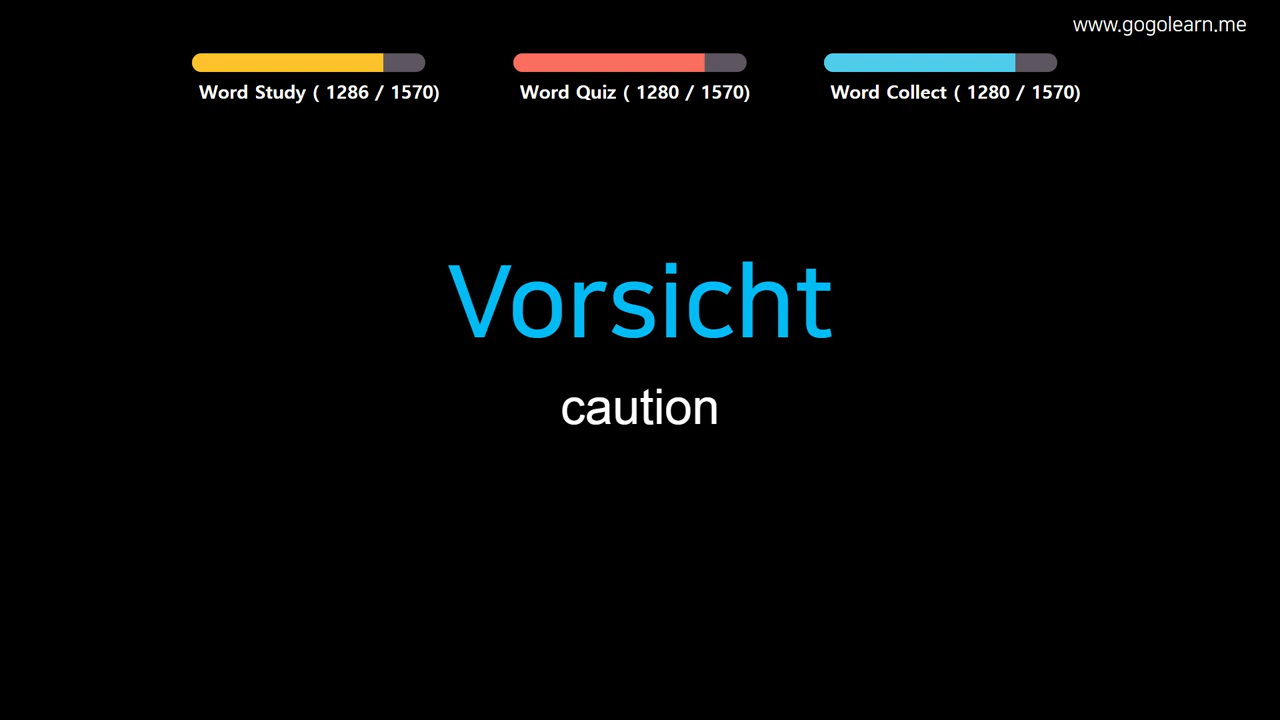 www.gogolearn.me
Word Study ( 1286 / 1570)
Word Quiz ( 1280 / 1570)
Word Collect ( 1280 / 1570)
Vorsicht
caution